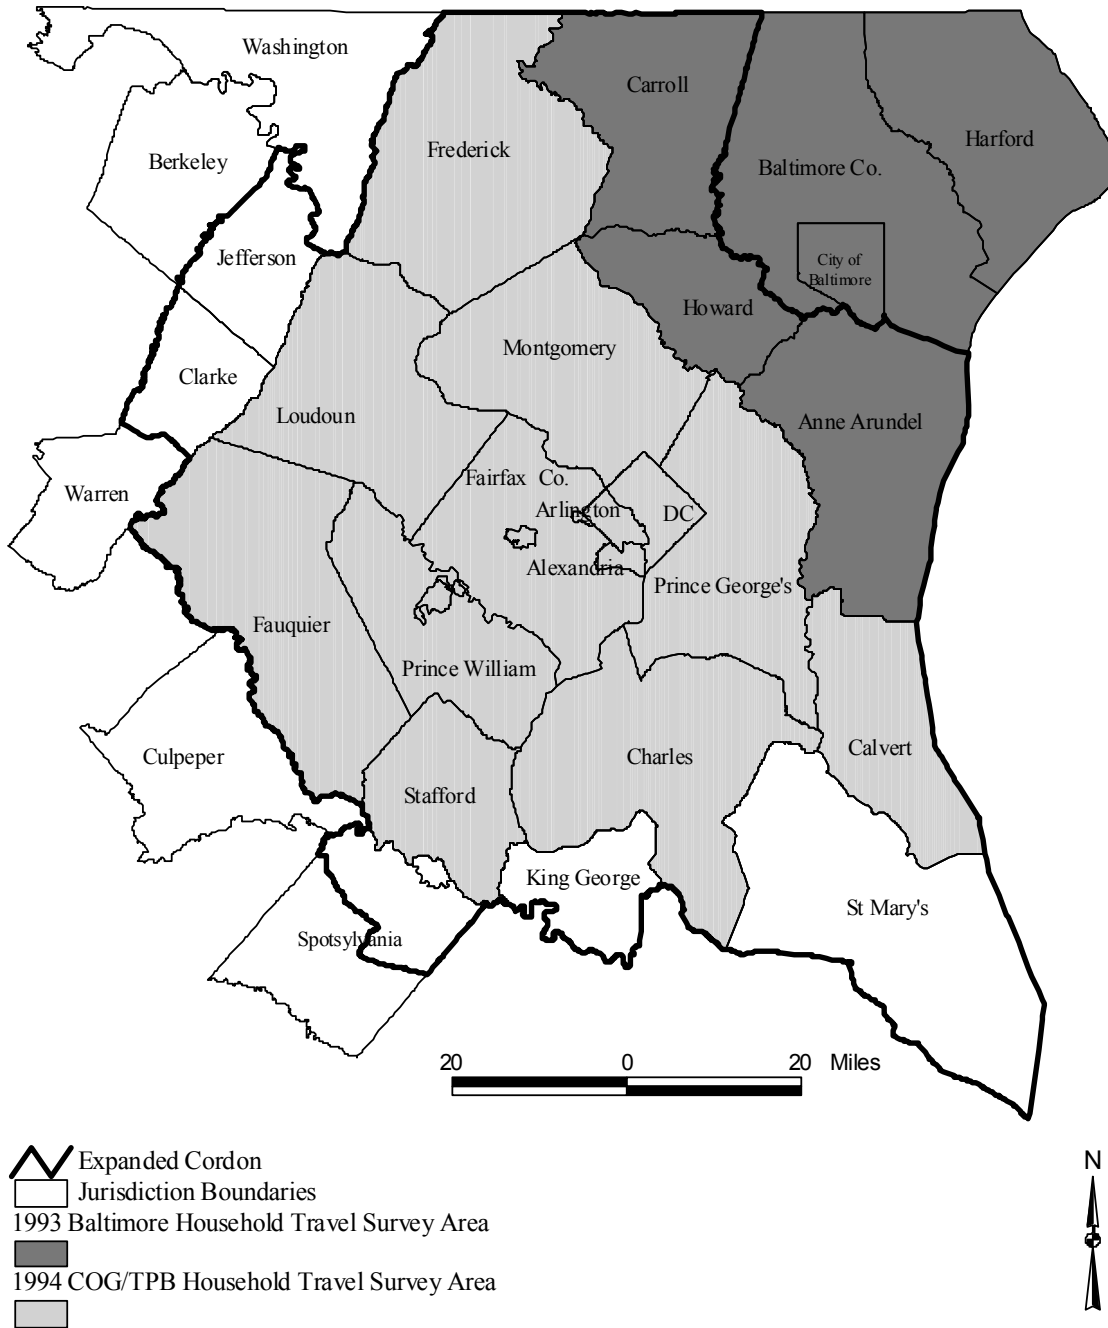 Washington
Carroll
Harford
Frederick
Berkeley
Baltimore Co.
Jefferson
City of
Baltimore
Howard
Montgomery
Clarke
Loudoun
Anne Arundel
Fairfax Co.
Warren
Arlington
DC
Alexandria
Prince George's
Fauquier
Prince William
Culpeper
Charles
Calvert
Stafford
King George
St Mary's
Spotsylvania
20 0 20 Miles
Expanded Cordon
N
Jurisdiction Boundaries
1993 Baltimore Household Travel Survey Area
1994 COG/TPB Household Travel Survey Area